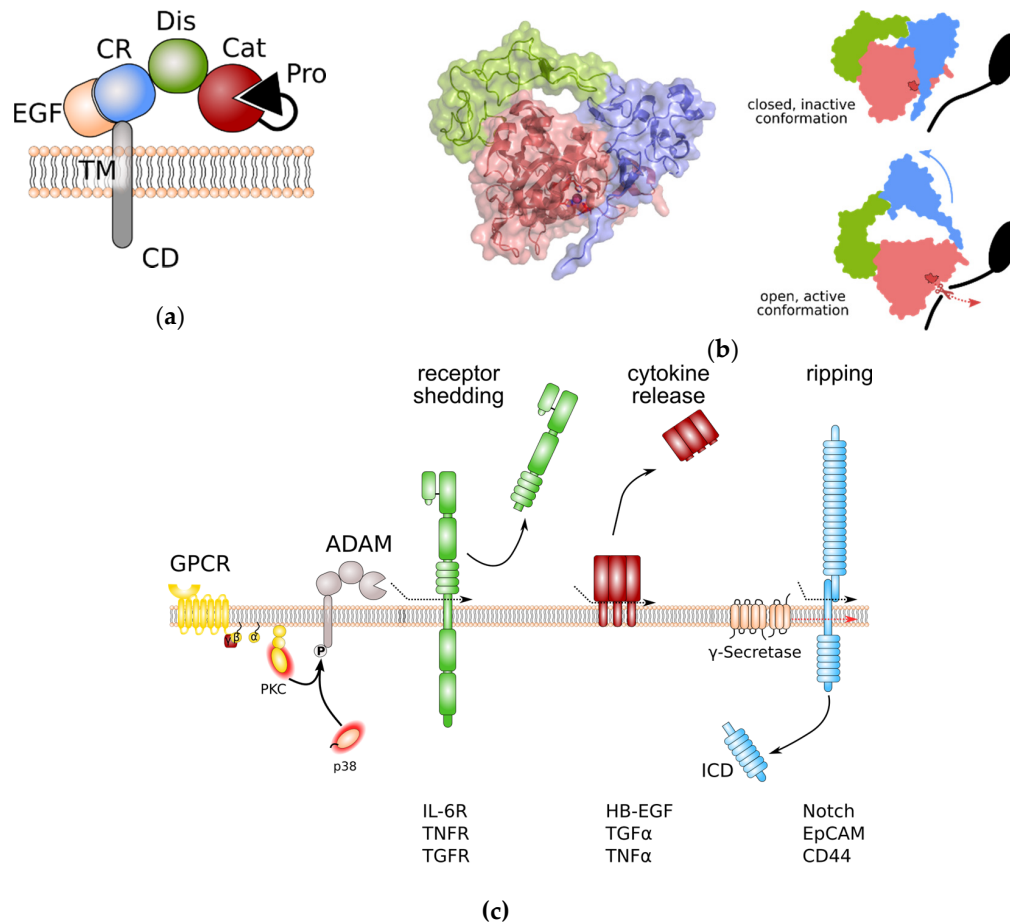 Dis
CR
Cat
Pro
EGF
TM
CD
(a)
closed, inactive
conformation
open, active
conformation
(b)
receptor
shedding
cytokine
release
ripping
ADAM
GPCR
γ
β
α
P
PKC
p38
γ-Secretase
ICD
IL-6R
TNFR
TGFR
HB-EGF
TGFα
TNFα
Notch
EpCAM
CD44
(c)